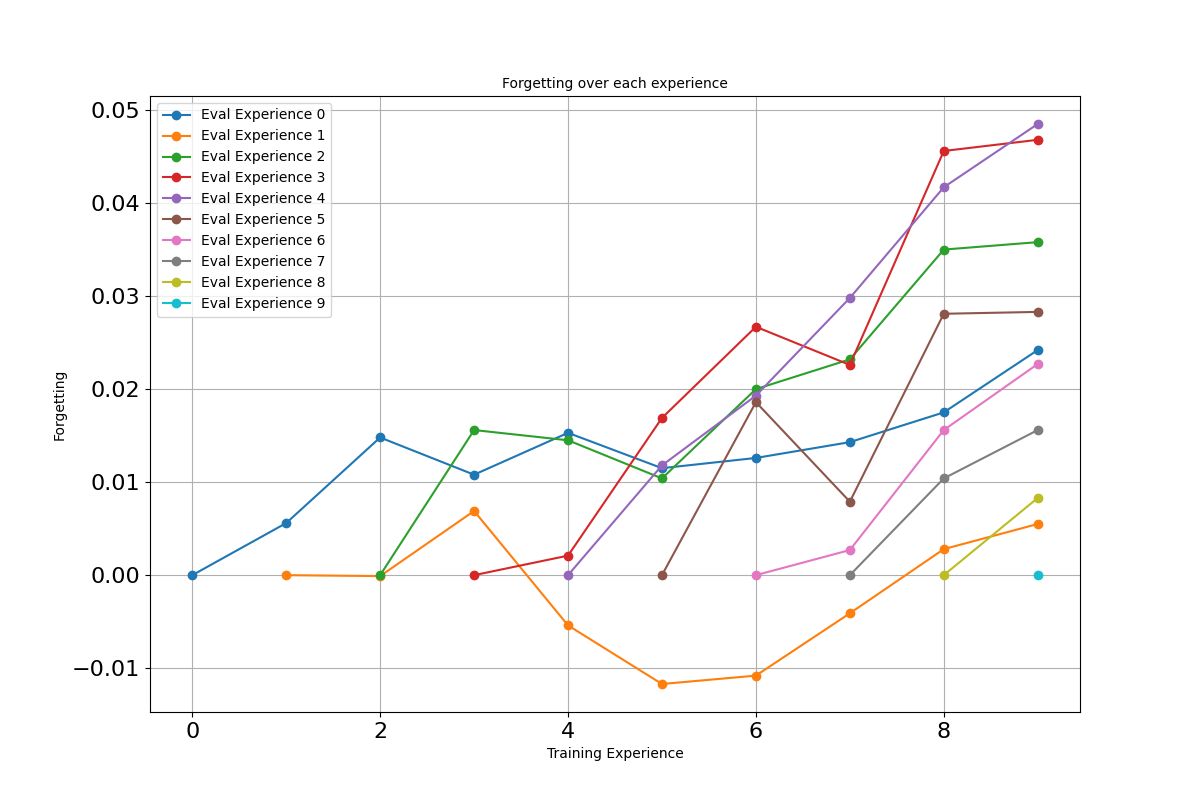 Forgetting over each experience
0.05
0.04
0.03
0.02
0.01
0.00
−0.01
Forgetting
Eval Experience 0
Eval Experience 1
Eval Experience 2
Eval Experience 3
Eval Experience 4
Eval Experience 5
Eval Experience 6
Eval Experience 7
Eval Experience 8
Eval Experience 9
0 2 4 6 8
Training Experience